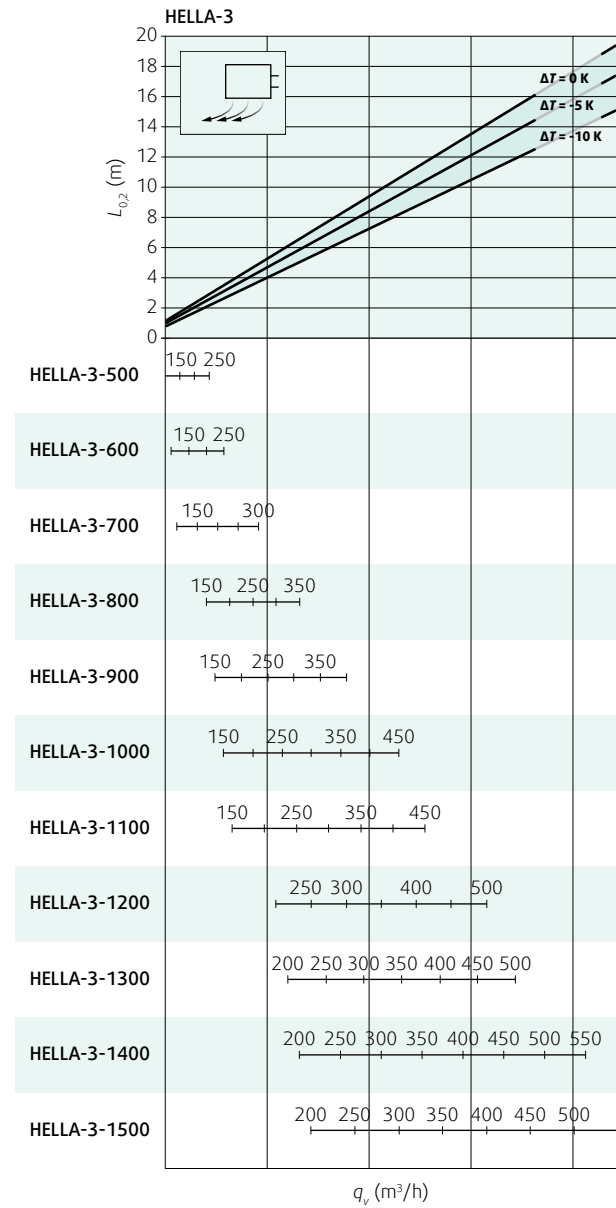 HELLA-3
20
18
16
14
12
10
8
6
4
2
0
L0,2 (m)
ΔT = 0 K
ΔT = -5 K
ΔT = -10 K
HELLA-3-500 150 250
HELLA-3-600 150 250
HELLA-3-700 150 300
HELLA-3-800 150 250 350
HELLA-3-900 150 250 350
HELLA-3-1000 150 250 350 450
HELLA-3-1100 150 250 350 450
HELLA-3-1200 250 300 400 500
HELLA-3-1300 200 250 300 350 400 450 500
HELLA-3-1400 200 250 300 350 400 450 500 550
HELLA-3-1500 200 250 300 350 400 450 500
qv (m³/h)